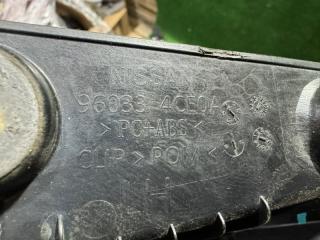 NISSAN
96033 4CE0A
>PC+ABS<
CLIP >POM<
H